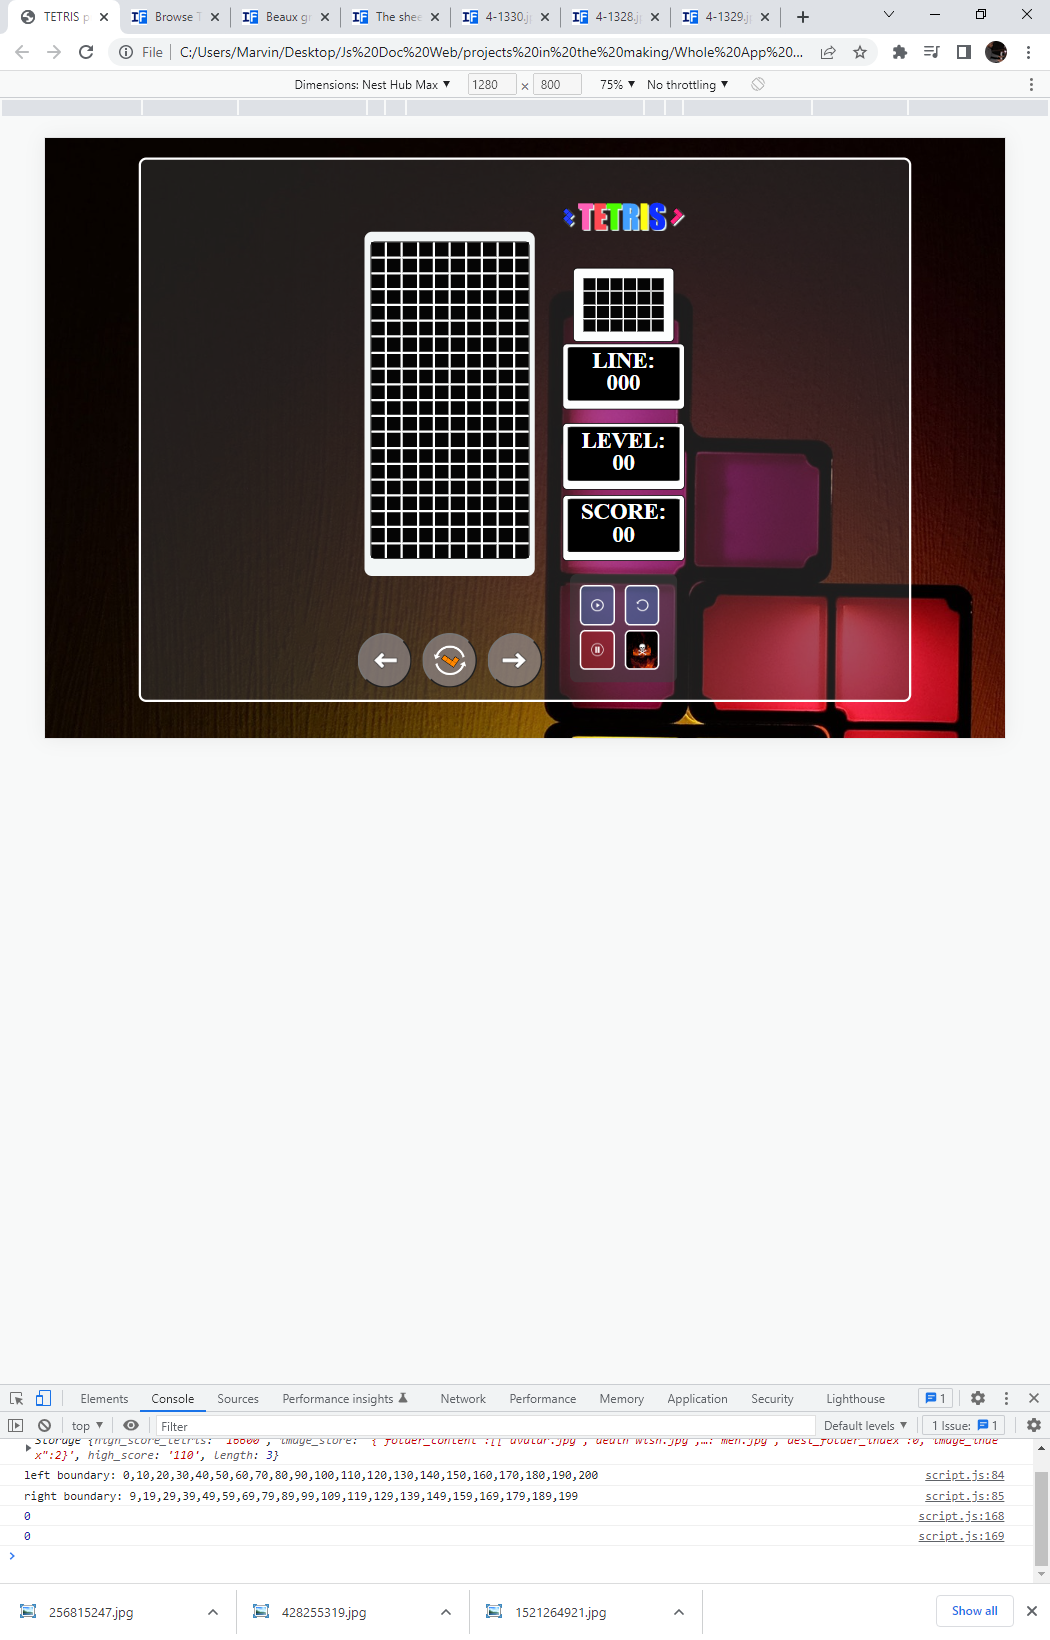 TETRIS p
Browse T
Beaux gr
The shee
4-1330.j
4-1328.j
4-1329.j
File
C:/Users/Marvin/Desktop/Js%20Doc%20Web/projects%20in%20the%20making/Whole%20App%20...
Dimensions: Nest Hub Max 1280 × 800 75% No throttling
TETRIS
LINE:
000
LEVEL:
00
SCORE:
00
Elements Console Sources Performance insights Network Performance Memory Application Security Lighthouse 1
top Filter Default levels 1 Issue: 1
Storage {high_score_tetris: '16600', image_store: '{"folder_content":[["avatar.jpg","death wish.jpg",…: men.jpg","dest_folder_index":0,"image_inde
x":2}', high_score: '110', length: 3}
left boundary: 0,10,20,30,40,50,60,70,80,90,100,110,120,130,140,150,160,170,180,190,200 script.js:84
right boundary: 9,19,29,39,49,59,69,79,89,99,109,119,129,139,149,159,169,179,189,199 script.js:85
0 script.js:168
0 script.js:169
256815247.jpg 428255319.jpg 1521264921.jpg Show all